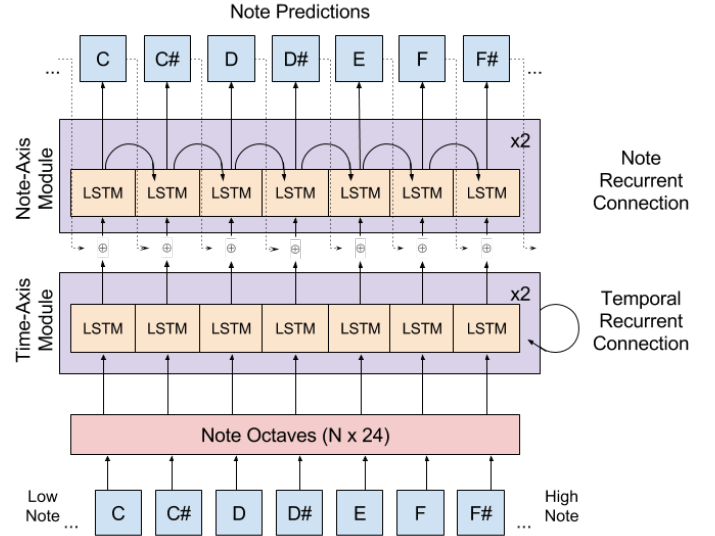 Note Predictions
... C C# D D# E F F# ...
x2
Note-Axis
Module
LSTM LSTM LSTM LSTM LSTM LSTM LSTM
Note
Recurrent
Connection
⊕ ⊕ ⊕ ⊕ ⊕ ⊕ ⊕
x2
Time-Axis
Module
LSTM LSTM LSTM LSTM LSTM LSTM LSTM
Temporal
Recurrent
Connection
Note Octaves (N x 24)
Low
Note ...
C C# D D# E F F#
... High
Note